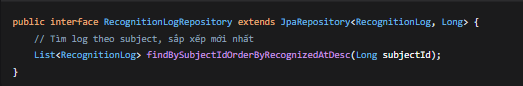 public interface RecognitionLogRepository extends JpaRepository<RecognitionLog, Long> {
// Tìm log theo subject, sắp xếp mới nhất
List<RecognitionLog> findBySubjectIdOrderByRecognizedAtDesc(Long subjectId);
}